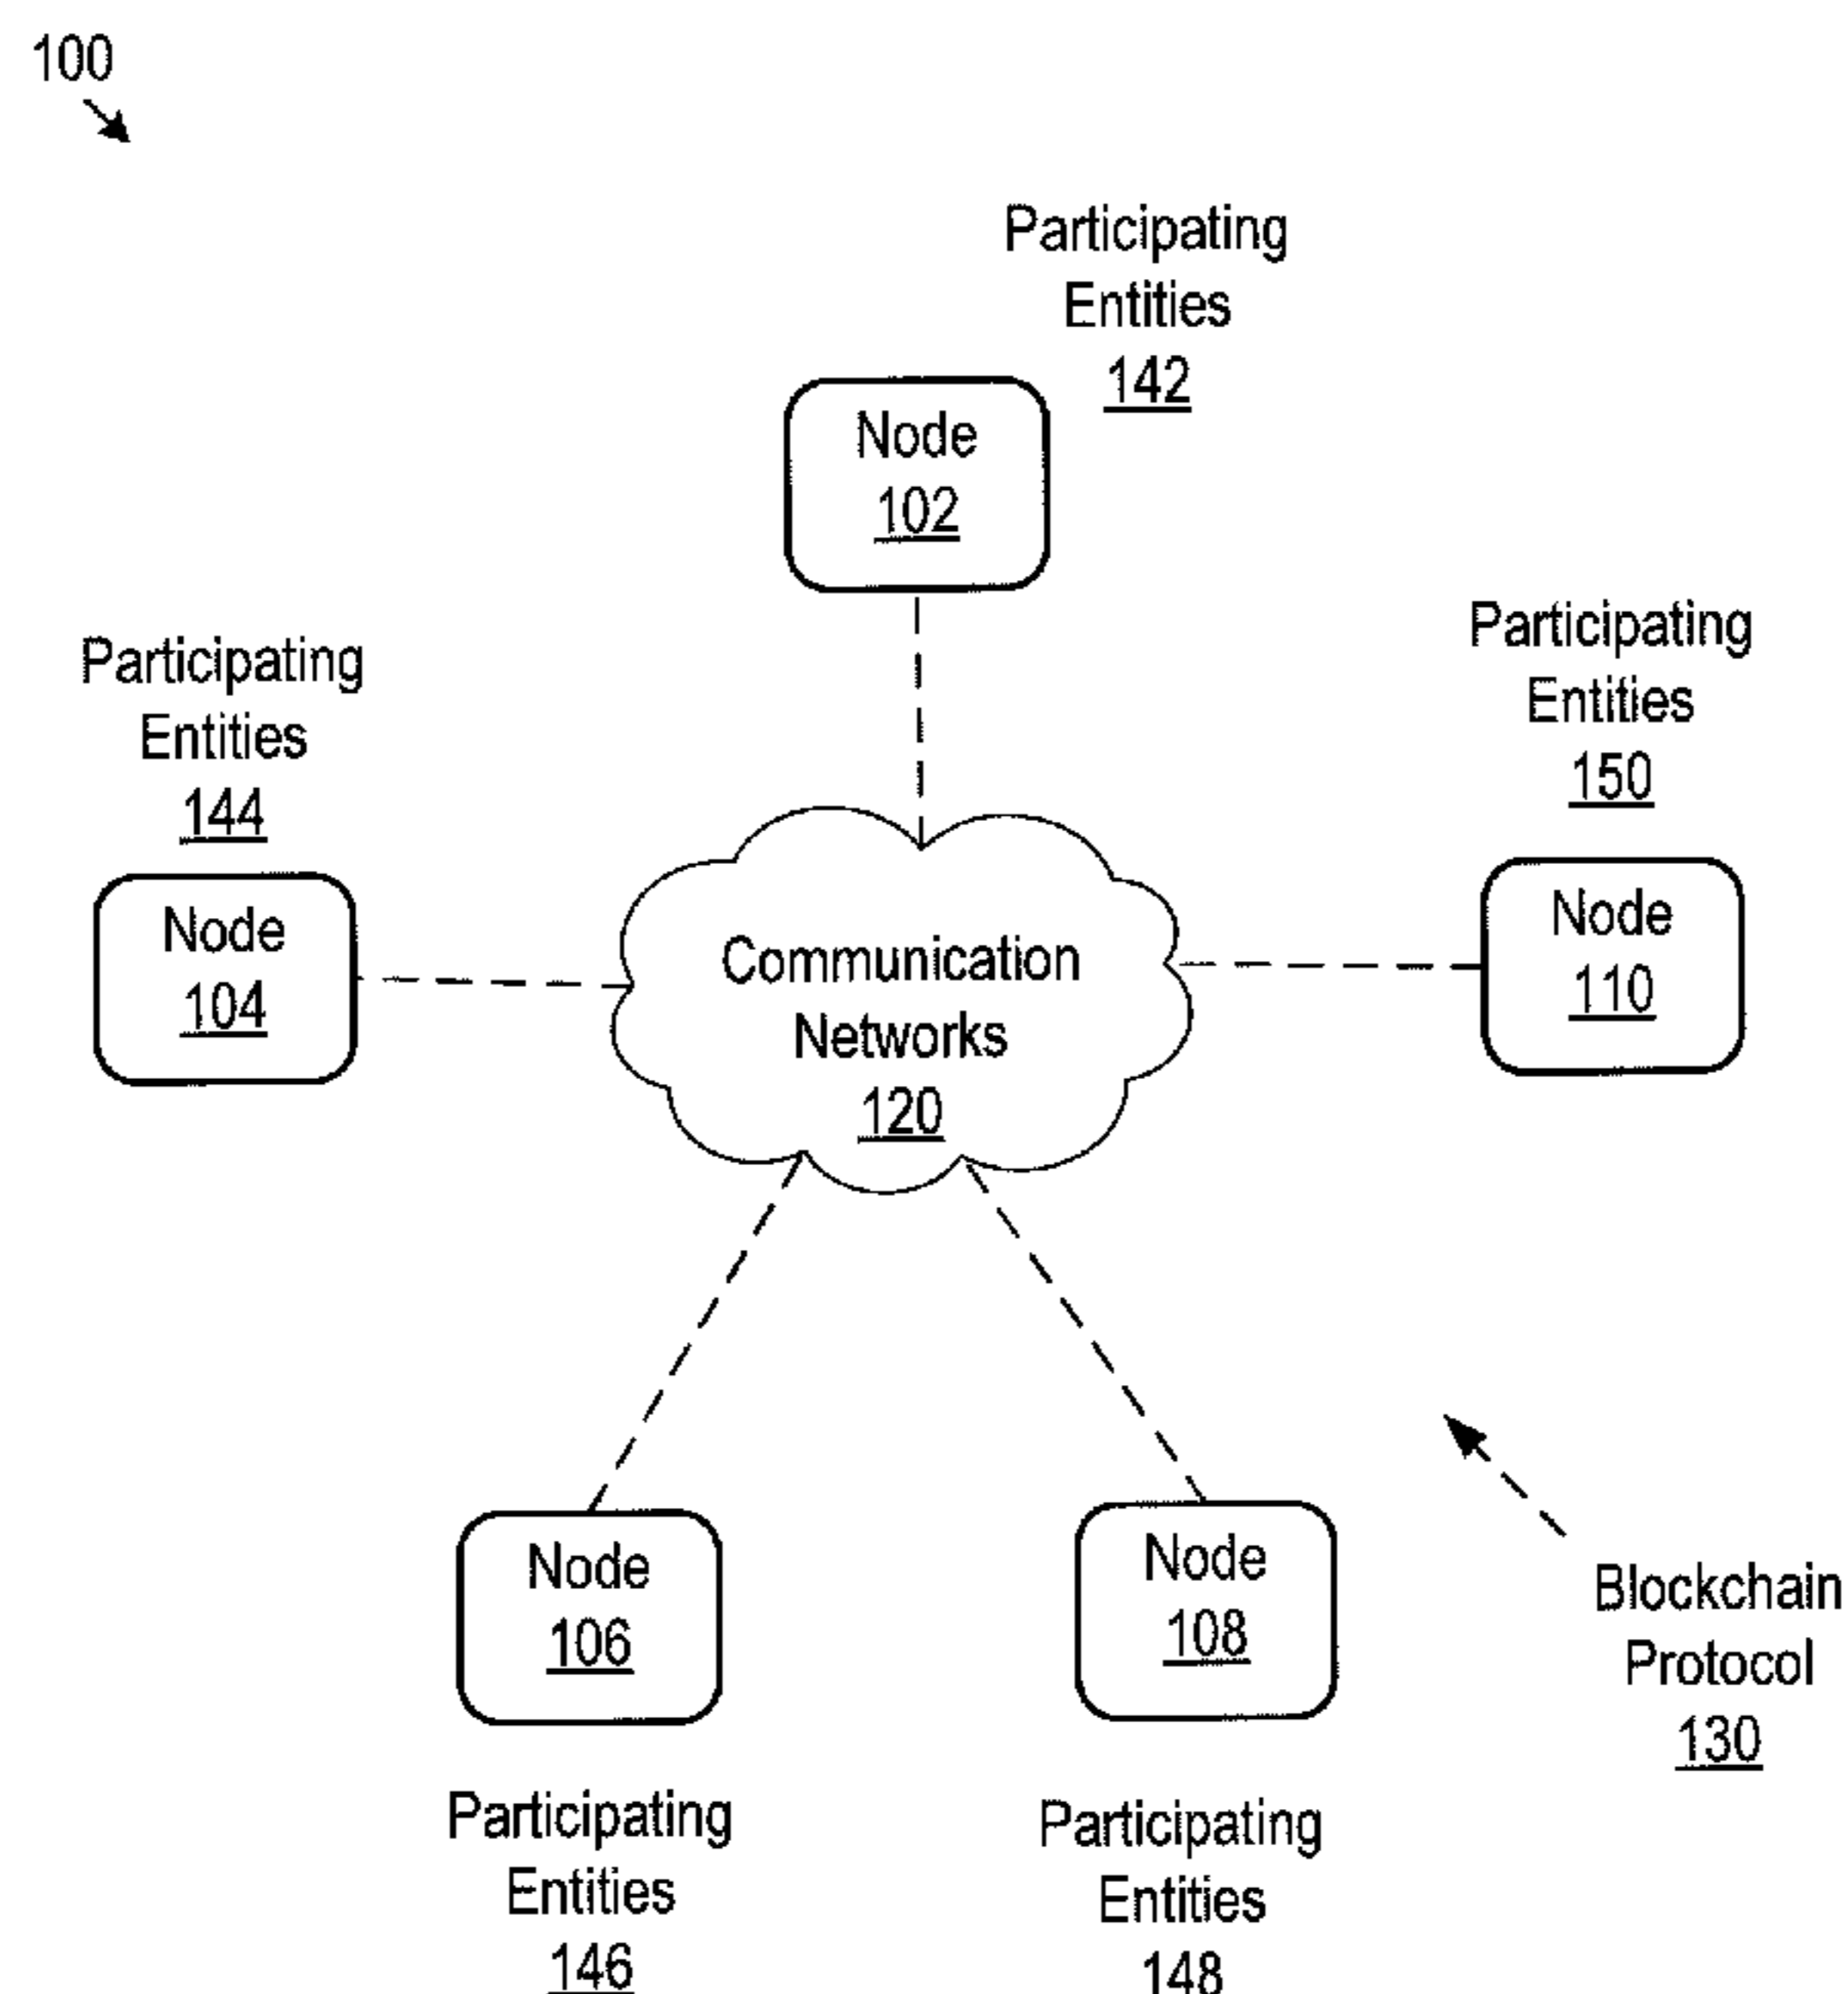 100
Participating
Entities
142
Node
102
Participating
Entities
144
Participating
Entities
150
Node
104
Communication
Networks
120
Node
110
Node
106
Node
108
Blockchain
Protocol
130
Participating
Entities
146
Participating
Entities
148